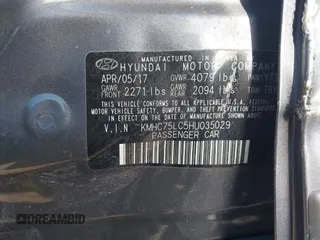 MANUFACTURED BY
HYUNDAI MOTOR COMPANY
APR/05/17 GVWR 4079 lbs
GAWR FRONT 2271 lbs GAWR REAR 2094 lbs
THIS VEHICLE CONFORMS TO ALL APPLICABLE
FEDERAL MOTOR VEHICLE SAFETY, BUMPER,
AND THEFT PREVENTION STANDARDS IN EFFECT
ON THE DATE OF MANUFACTURE SHOWN ABOVE.
V.I.N KMHC75LC5HU035029
PASSENGER CAR
DREAMBID